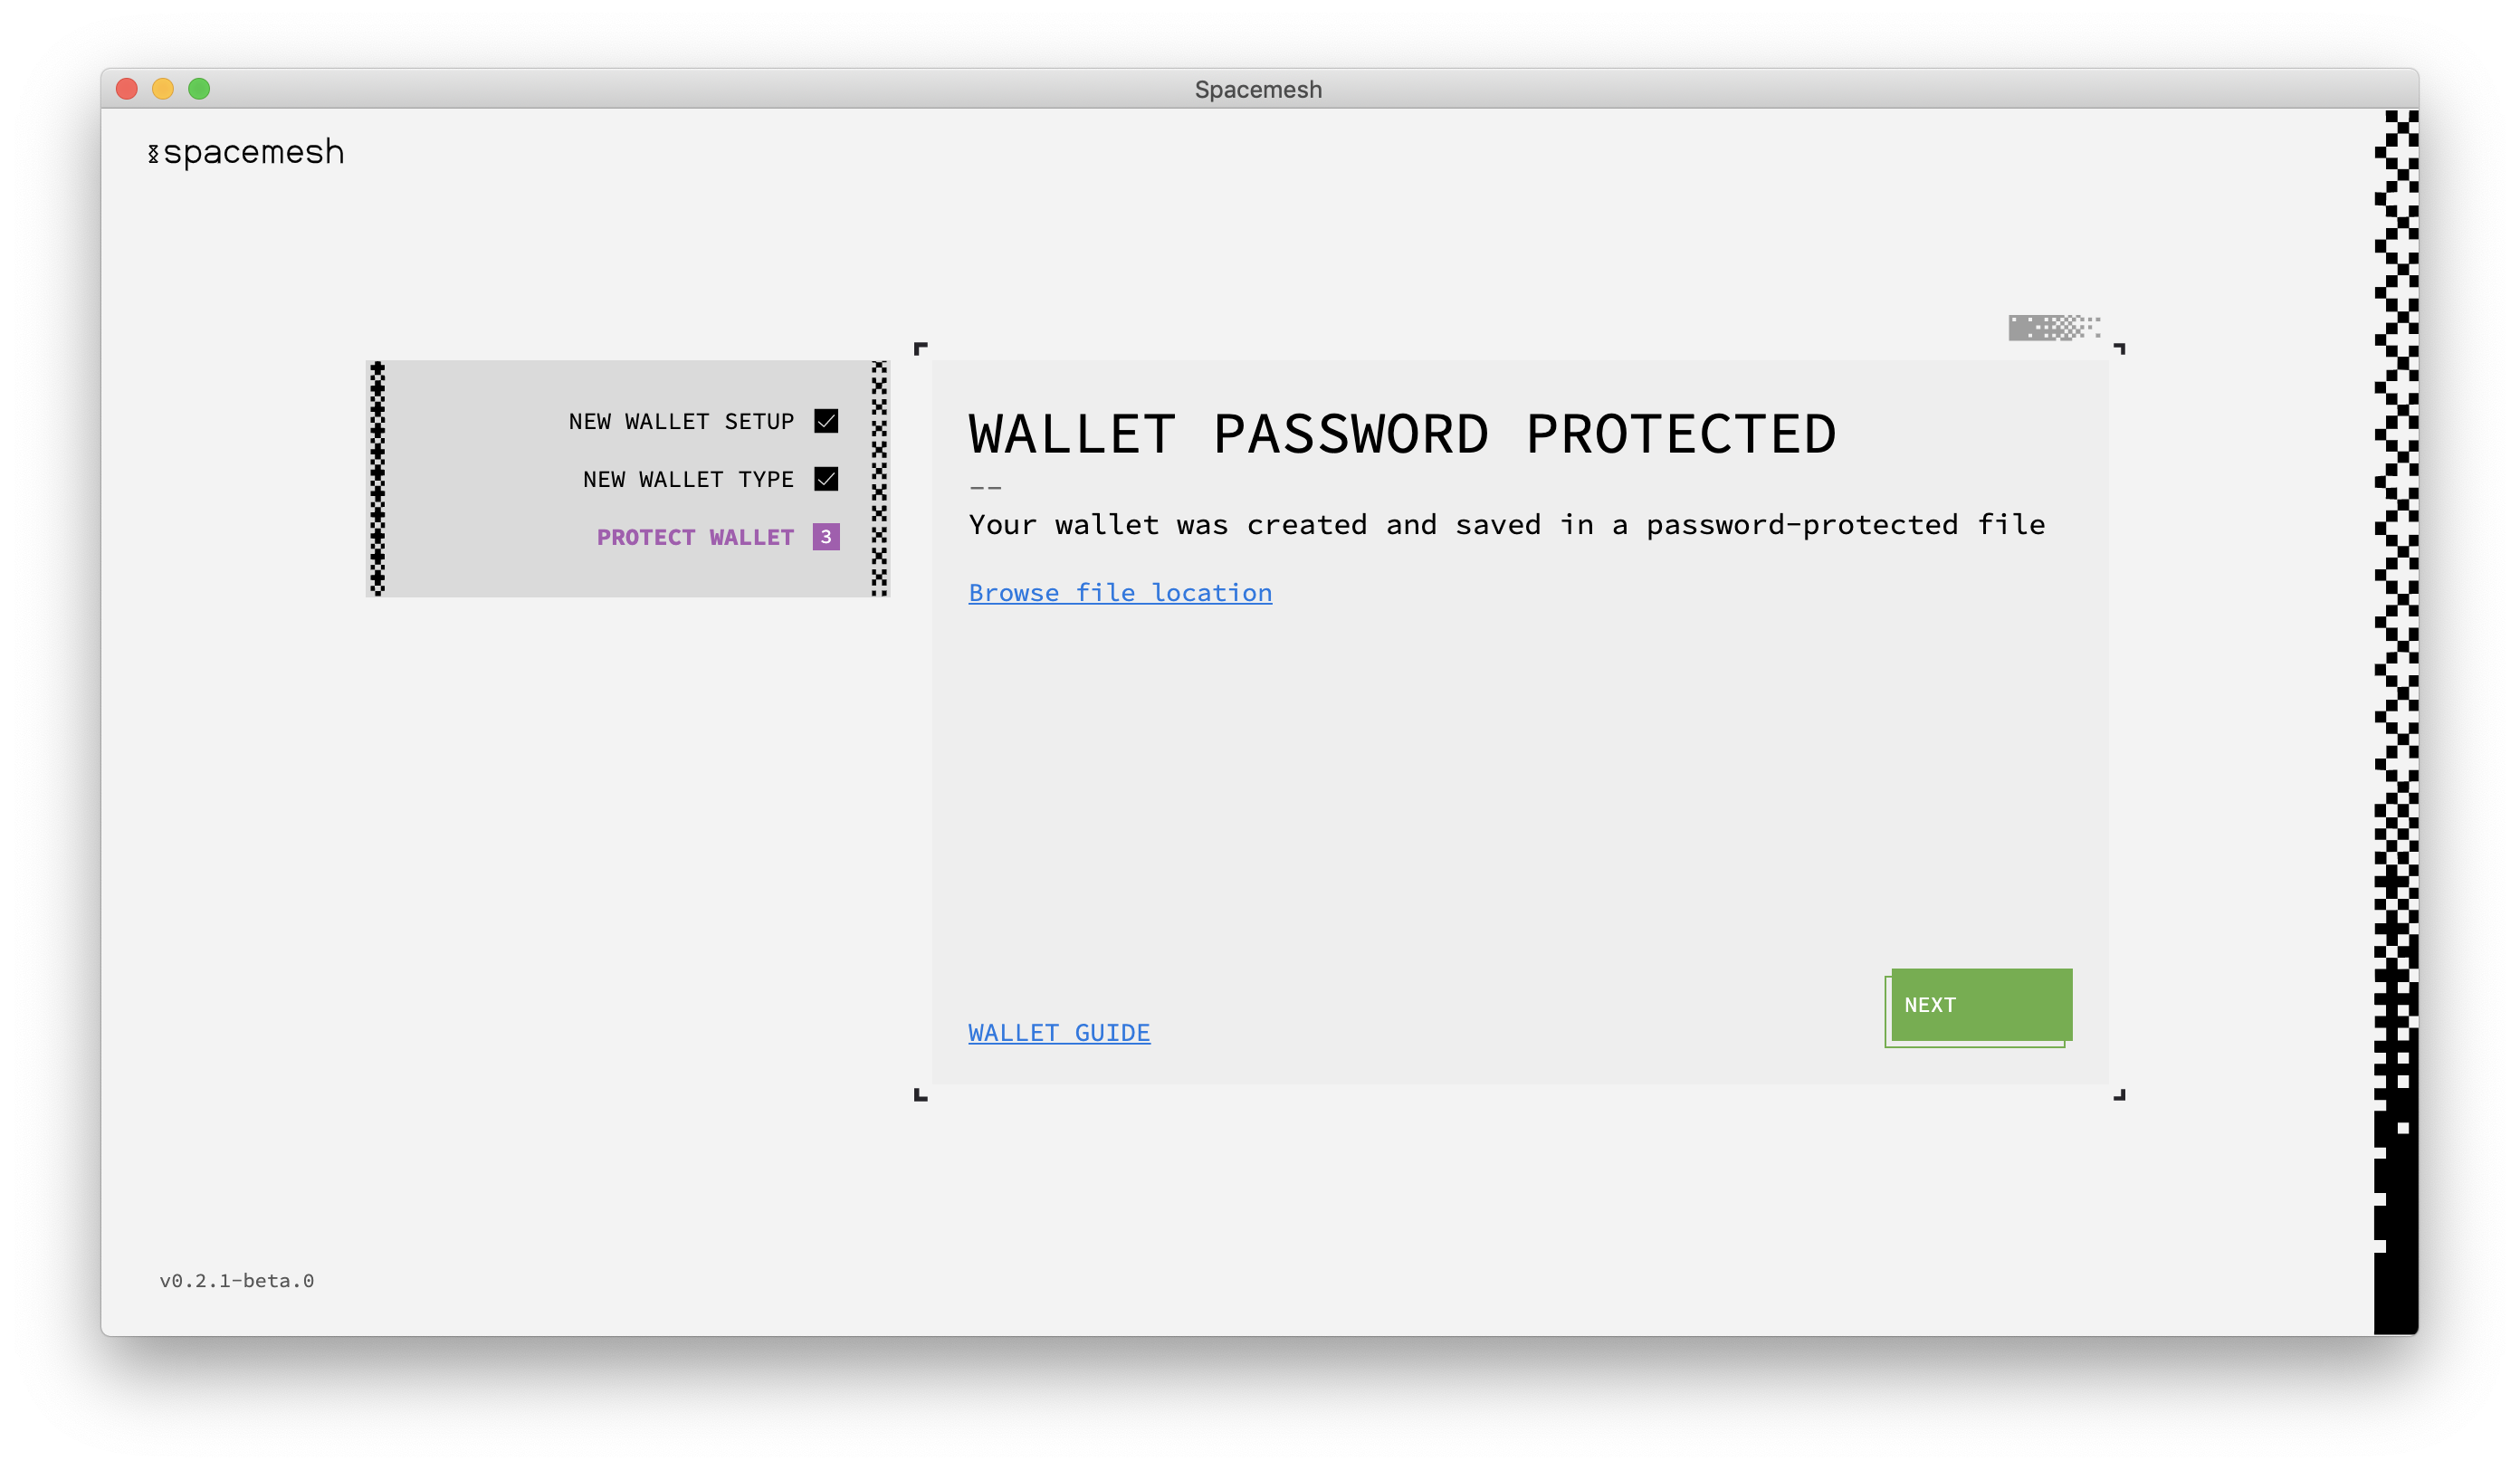 Spacemesh
spacemesh
NEW WALLET SETUP
NEW WALLET TYPE
PROTECT WALLET 3
WALLET PASSWORD PROTECTED
--
Your wallet was created and saved in a password-protected file
Browse file location
WALLET GUIDE
NEXT
v0.2.1-beta.0